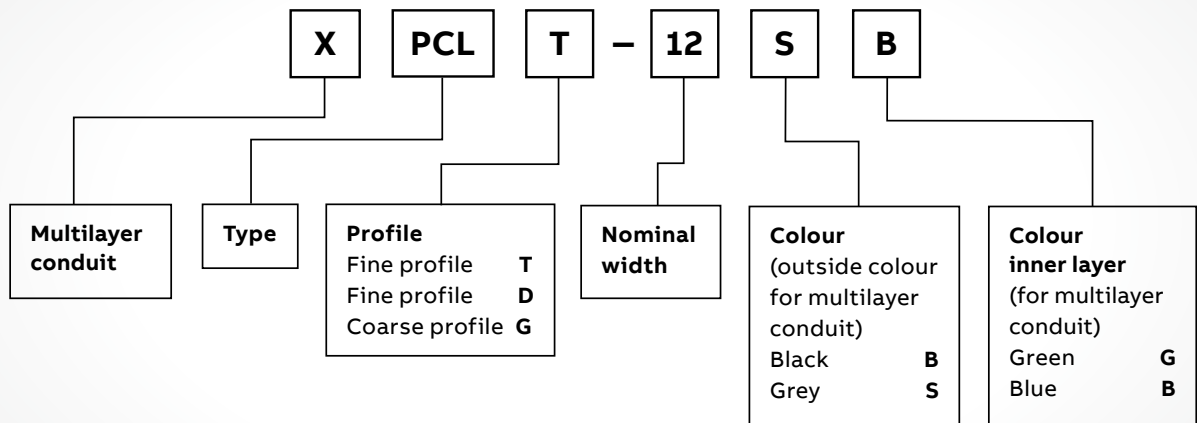 X PCL T – 12 S B
Multilayer
conduit
Type
Profile
Fine profile T
Fine profile D
Coarse profile G
Nominal
width
Colour
(outside colour
for multilayer
conduit)
Black B
Grey S
Colour
inner layer
(for multilayer
conduit)
Green G
Blue B